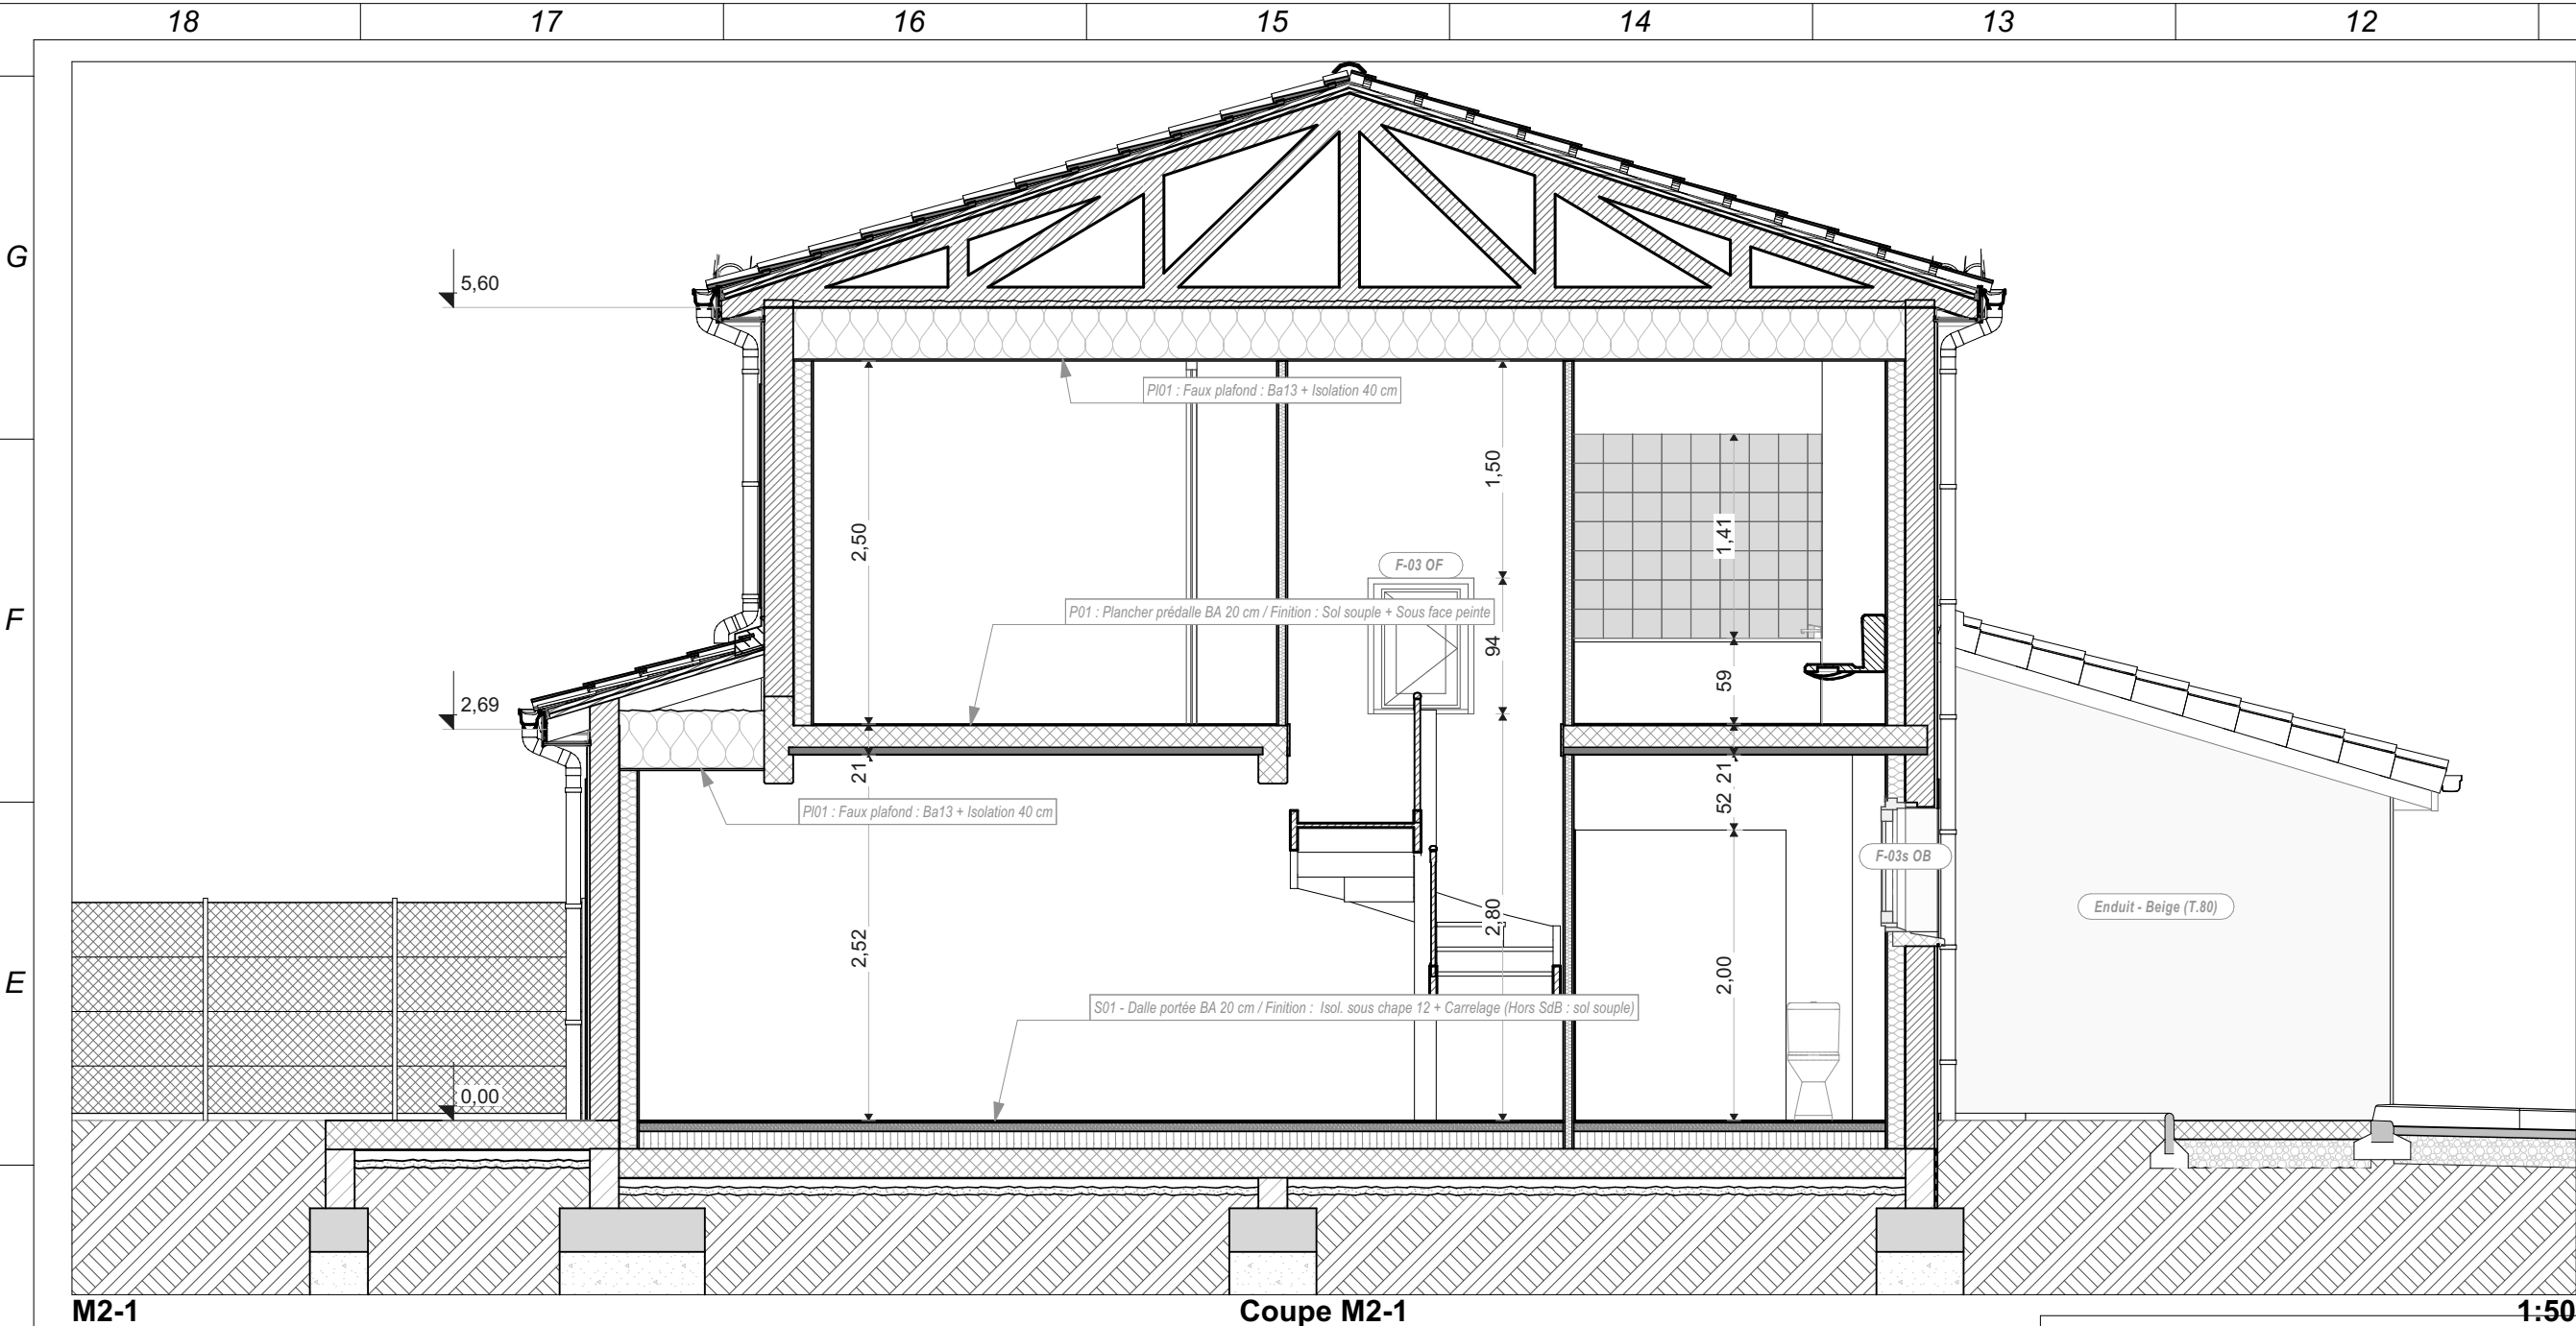 18 17 16 15 14 13 12
G
5,60
Pl01 : Faux plafond : Ba13 + Isolation 40 cm
1,50
2,50
1,41
F-03 OF
F
P01 : Plancher prédalle BA 20 cm / Finition : Sol souple + Sous face peinte
94
59
2,69
21
21
52
Pl01 : Faux plafond : Ba13 + Isolation 40 cm
F-03s OB
Enduit - Beige (T.80)
2,80
2,52
2,00
E
S01 - Dalle portée BA 20 cm / Finition : Isol. sous chape 12 + Carrelage (Hors SdB : sol souple)
0,00
M2-1 Coupe M2-1 1:50